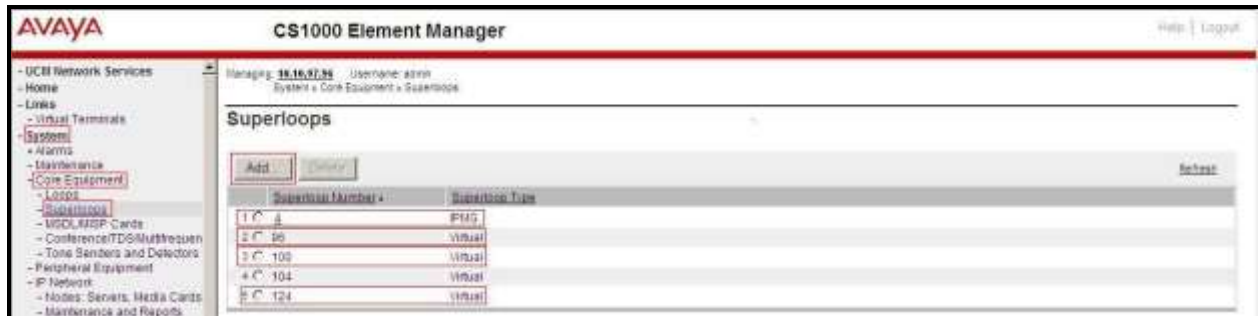 AVAYA
CS1000 Element Manager
Help | Logout
- UCM Network Services
- Home
- Links
- Virtual Terminals
- System
+ Alarms
- Maintenance
- Core Equipment
- Loops
- Superloops
- MSDL/MISP Cards
- Conference/TDS/Multifrequen
- Tone Senders and Detectors
- Peripheral Equipment
- IP Network
- Nodes: Servers, Media Cards
- Maintenance and Reports
Managing: Username: admin
System » Core Equipment » Superloops
Superloops
Add... Delete
Refresh
Superloop Number Superloop Type
1 4 IPMG
2 96 Virtual
3 100 Virtual
4 104 Virtual
5 124 Virtual